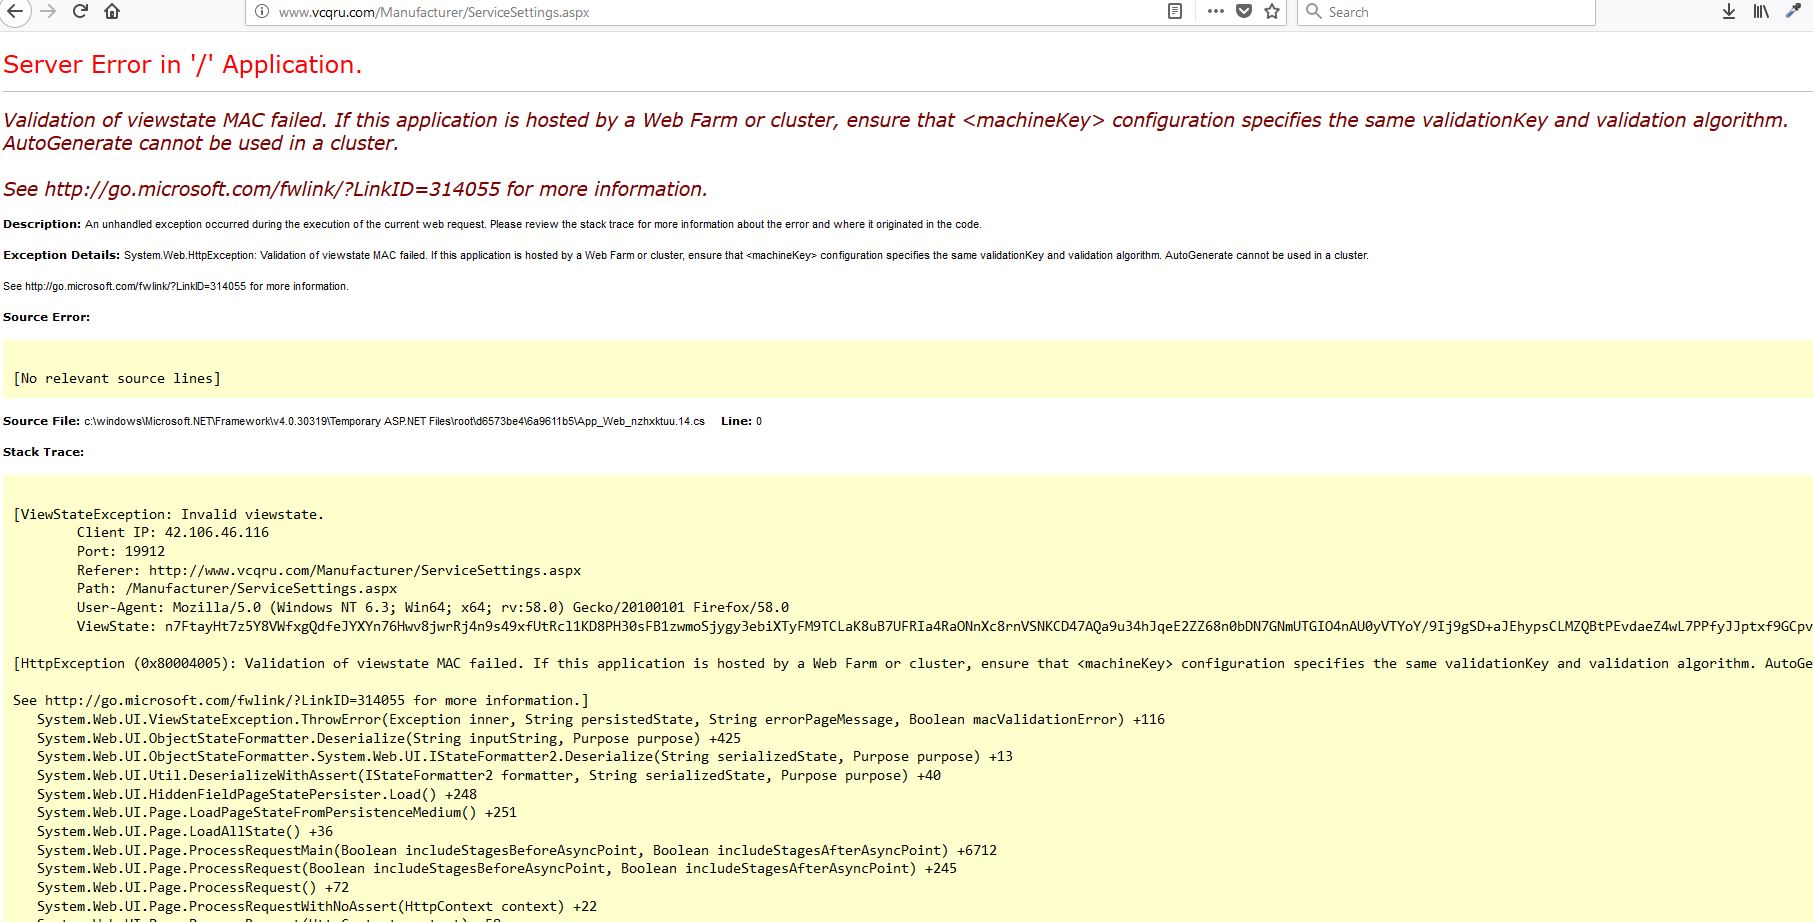 www.vcqru.com/Manufacturer/ServiceSettings.aspx
Search
Server Error in '/' Application.
Validation of viewstate MAC failed. If this application is hosted by a Web Farm or cluster, ensure that <machineKey> configuration specifies the same validationKey and validation algorithm.
AutoGenerate cannot be used in a cluster.
See http://go.microsoft.com/fwlink/?LinkID=314055 for more information.
Description: An unhandled exception occurred during the execution of the current web request. Please review the stack trace for more information about the error and where it originated in the code.
Exception Details: System.Web.HttpException: Validation of viewstate MAC failed. If this application is hosted by a Web Farm or cluster, ensure that <machineKey> configuration specifies the same validationKey and validation algorithm. AutoGenerate cannot be used in a cluster.
See http://go.microsoft.com/fwlink/?LinkID=314055 for more information.
Source Error:
[No relevant source lines]
Source File: c:\windows\Microsoft.NET\Framework\v4.0.30319\Temporary ASP.NET Files\root\d6573be4\6a9611b5\App_Web_nzhxktuu.14.cs Line: 0
Stack Trace:
[ViewStateException: Invalid viewstate.
Client IP: 42.106.46.116
Port: 19912
Referer: http://www.vcqru.com/Manufacturer/ServiceSettings.aspx
Path: /Manufacturer/ServiceSettings.aspx
User-Agent: Mozilla/5.0 (Windows NT 6.3; Win64; x64; rv:58.0) Gecko/20100101 Firefox/58.0
ViewState: n7FtayHt7z5Y8VWfxgQdfeJYXYn76Hwv8jwrRj4n9s49xfUtRcl1KD8PH30sFB1zwmoSjygy3ebiXTyFM9TCLaK8uB7UFRIa4RaONnXc8rnVSNKCD47AQa9u34hJqeE2ZZ68n0bDN7GNmUTGIO4nAU0yVTYoY/9Ij9gSD+aJEhypsCLMZQBtPEvdaeZ4wL7PPfyJJptxf9GCpv
[HttpException (0x80004005): Validation of viewstate MAC failed. If this application is hosted by a Web Farm or cluster, ensure that <machineKey> configuration specifies the same validationKey and validation algorithm. AutoGe
See http://go.microsoft.com/fwlink/?LinkID=314055 for more information.]
System.Web.UI.ViewStateException.ThrowError(Exception inner, String persistedState, String errorPageMessage, Boolean macValidationError) +116
System.Web.UI.ObjectStateFormatter.Deserialize(String inputString, Purpose purpose) +425
System.Web.UI.ObjectStateFormatter.System.Web.UI.IStateFormatter2.Deserialize(String serializedState, Purpose purpose) +13
System.Web.UI.Util.DeserializeWithAssert(IStateFormatter2 formatter, String serializedState, Purpose purpose) +40
System.Web.UI.HiddenFieldPageStatePersister.Load() +248
System.Web.UI.Page.LoadPageStateFromPersistenceMedium() +251
System.Web.UI.Page.LoadAllState() +36
System.Web.UI.Page.ProcessRequestMain(Boolean includeStagesBeforeAsyncPoint, Boolean includeStagesAfterAsyncPoint) +6712
System.Web.UI.Page.ProcessRequest(Boolean includeStagesBeforeAsyncPoint, Boolean includeStagesAfterAsyncPoint) +245
System.Web.UI.Page.ProcessRequest() +72
System.Web.UI.Page.ProcessRequestWithNoAssert(HttpContext context) +22